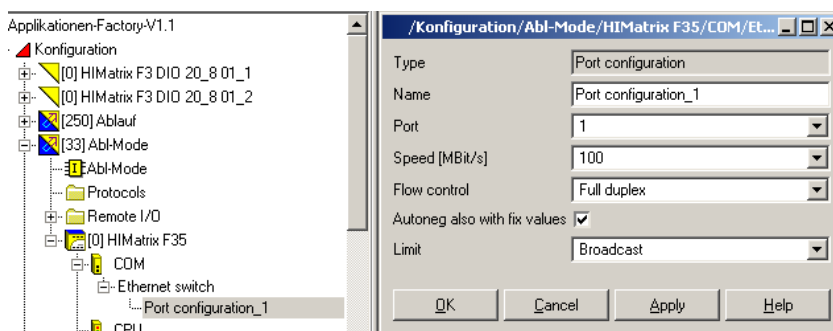 Applikationen-Factory-V1.1
Konfiguration
[0] HIMatrix F3 DIO 20_8 01_1
[0] HIMatrix F3 DIO 20_8 01_2
[250] Ablauf
[33] Abl-Mode
Abl-Mode
Protocols
Remote I/O
[0] HIMatrix F35
COM
Ethernet switch
Port configuration_1
CPU
/Konfiguration/Abl-Mode/HIMatrix F35/COM/Et...
Type Port configuration
Name Port configuration_1
Port 1
Speed [MBit/s] 100
Flow control Full duplex
Autoneg also with fix values
Limit Broadcast
OK Cancel Apply Help